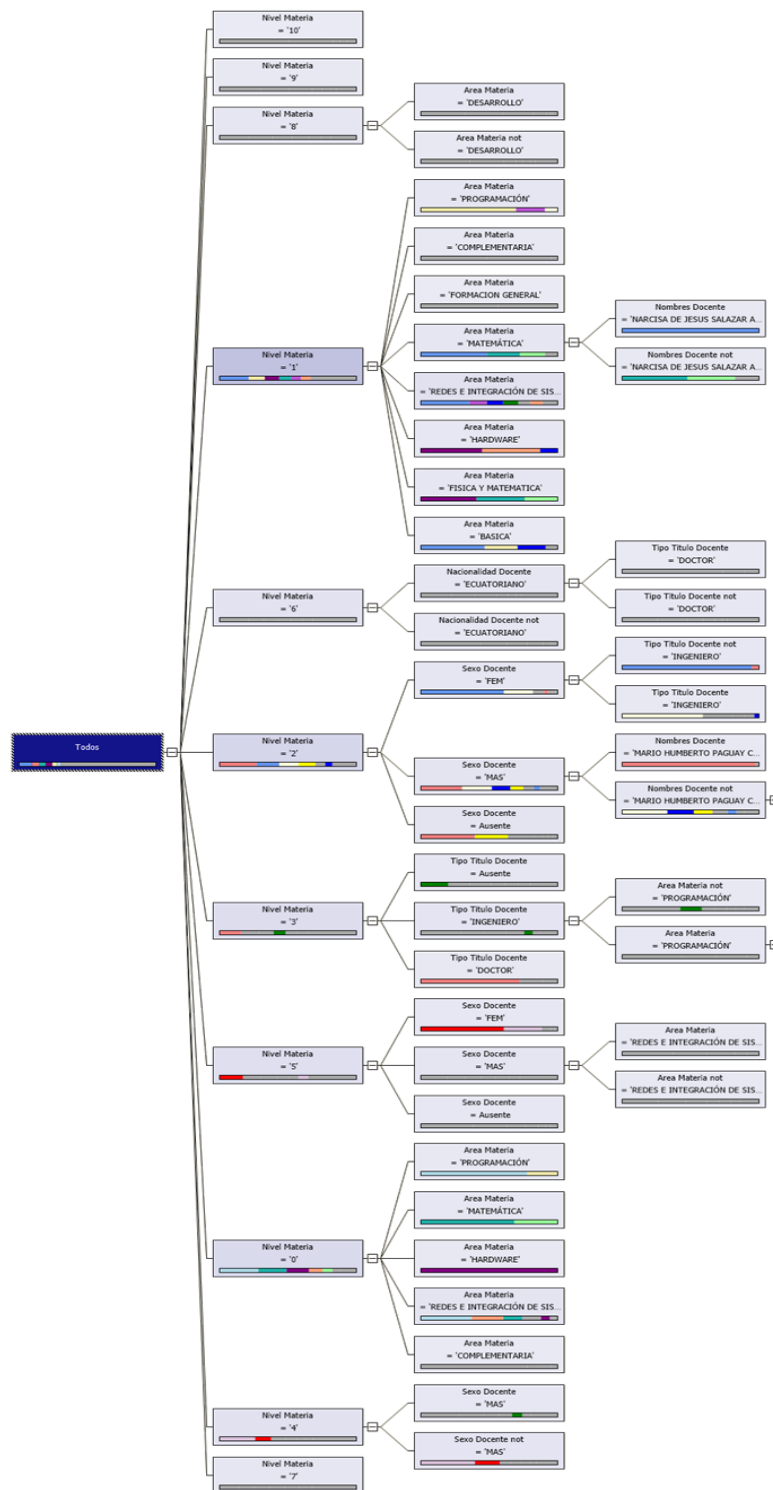 Nivel Materia
= '10'
Nivel Materia
= '9'
Nivel Materia
= '8'
Area Materia
= 'DESARROLLO'
Area Materia not
= 'DESARROLLO'
Nivel Materia
= '1'
Area Materia
= 'PROGRAMACIÓN'
Area Materia
= 'COMPLEMENTARIA'
Area Materia
= 'FORMACION GENERAL'
Area Materia
= 'MATEMÁTICA'
Nombres Docente
= 'NARCISA DE JESUS SALAZAR A...
Nombres Docente not
= 'NARCISA DE JESUS SALAZAR A...
Area Materia
= 'REDES E INTEGRACIÓN DE SIS...
Area Materia
= 'HARDWARE'
Area Materia
= 'FISICA Y MATEMATICA'
Area Materia
= 'BASICA'
Nivel Materia
= '6'
Nacionalidad Docente
= 'ECUATORIANO'
Tipo Titulo Docente
= 'DOCTOR'
Tipo Titulo Docente not
= 'DOCTOR'
Nacionalidad Docente not
= 'ECUATORIANO'
Todos
Nivel Materia
= '2'
Sexo Docente
= 'FEM'
Tipo Titulo Docente not
= 'INGENIERO'
Tipo Titulo Docente
= 'INGENIERO'
Sexo Docente
= 'MAS'
Nombres Docente
= 'MARIO HUMBERTO PAGUAY C...
Nombres Docente not
= 'MARIO HUMBERTO PAGUAY C...
Sexo Docente
= Ausente
Nivel Materia
= '3'
Tipo Titulo Docente
= Ausente
Tipo Titulo Docente
= 'INGENIERO'
Area Materia not
= 'PROGRAMACIÓN'
Area Materia
= 'PROGRAMACIÓN'
Tipo Titulo Docente
= 'DOCTOR'
Nivel Materia
= '5'
Sexo Docente
= 'FEM'
Sexo Docente
= 'MAS'
Area Materia
= 'REDES E INTEGRACIÓN DE SIS...
Area Materia not
= 'REDES E INTEGRACIÓN DE SIS...
Sexo Docente
= Ausente
Nivel Materia
= '0'
Area Materia
= 'PROGRAMACIÓN'
Area Materia
= 'MATEMÁTICA'
Area Materia
= 'HARDWARE'
Area Materia
= 'REDES E INTEGRACIÓN DE SIS...
Area Materia
= 'COMPLEMENTARIA'
Nivel Materia
= '4'
Sexo Docente
= 'MAS'
Sexo Docente not
= 'MAS'
Nivel Materia
= '7'